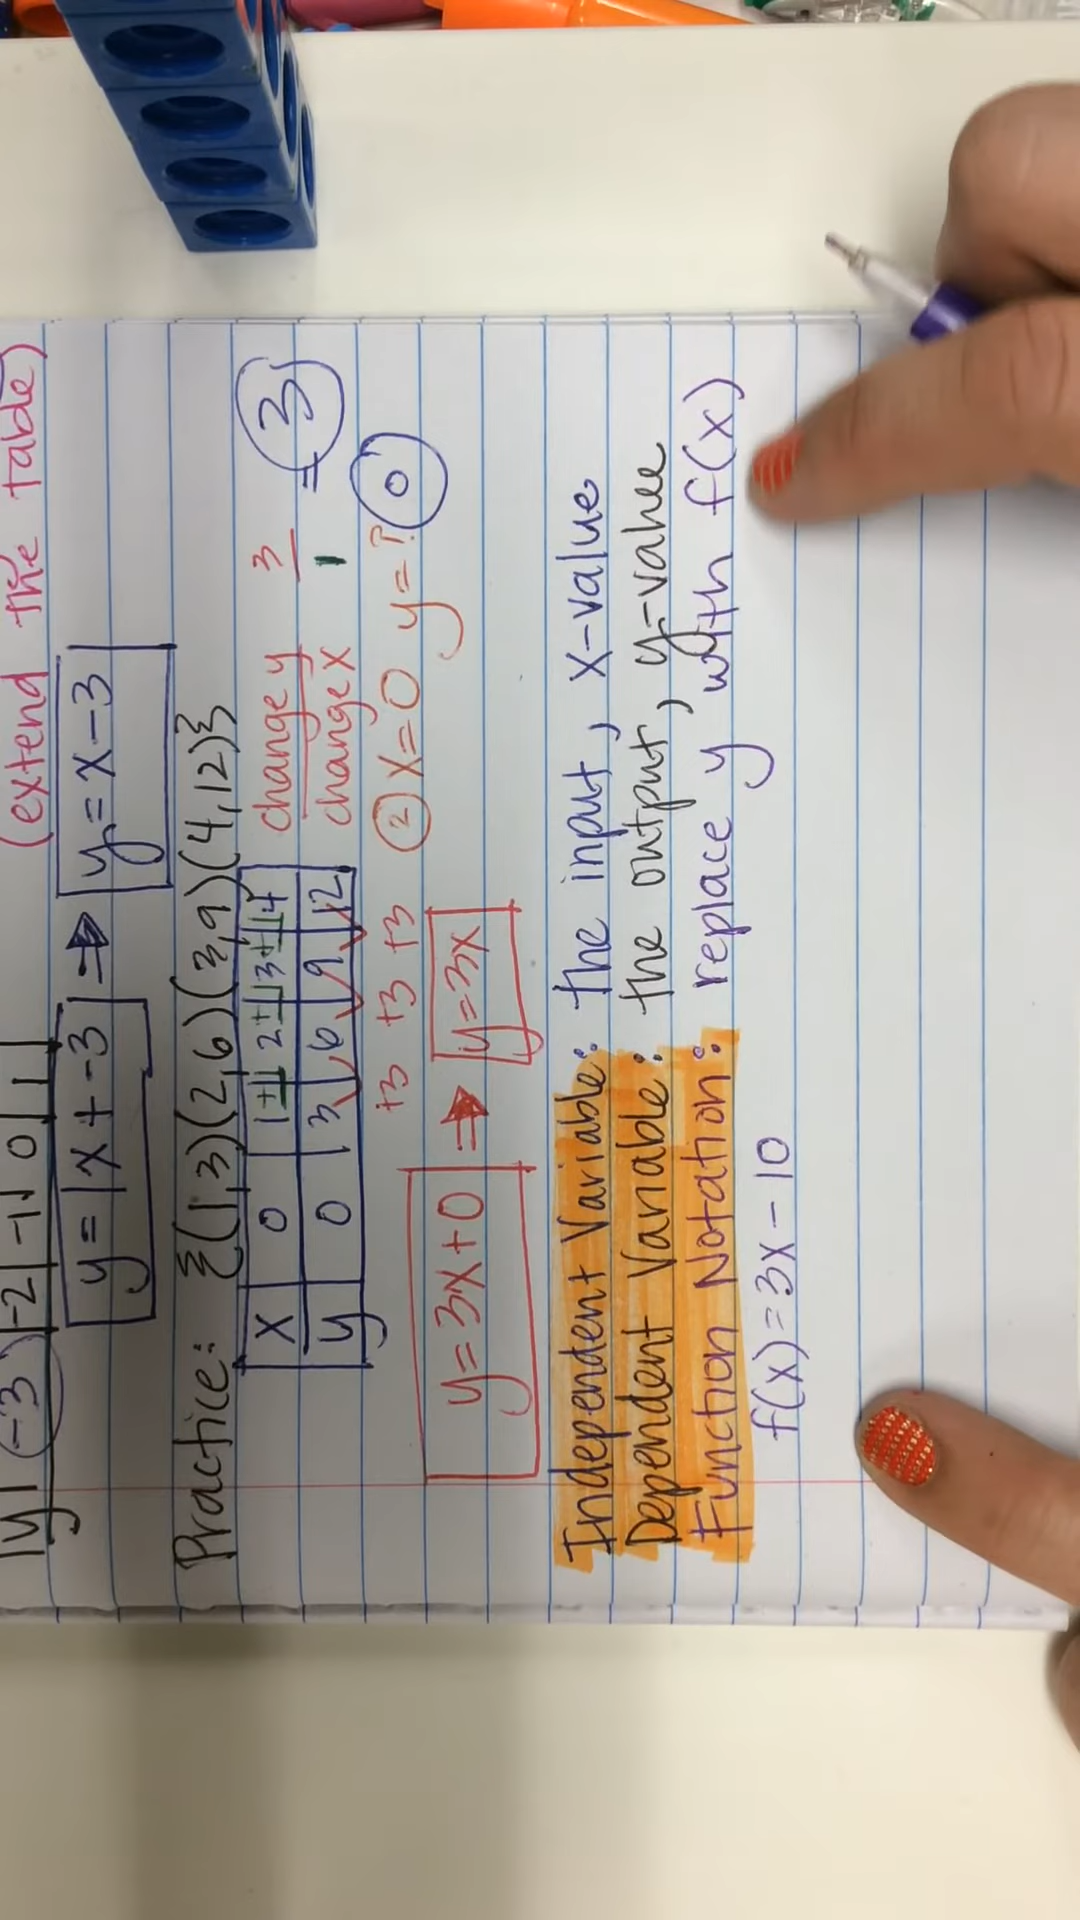 (extend the table)
y -3 -2 -1 0 1
y = 1x + -3 ⇒ y = x - 3
Practice: {(1,3)(2,6)(3,9)(4,12)}
x 0 1 +1 2 +1 3 +1 4
y 0 3 6 9 12
+3 +3 +3
change y / change x 3/1 = 3
② x=0 y=? 0
y = 3x + 0 ⇒ y = 3x
Independent Variable: the input, x-value
Dependent Variable: the output, y-value
Function Notation: replace y with f(x)
f(x) = 3x - 10